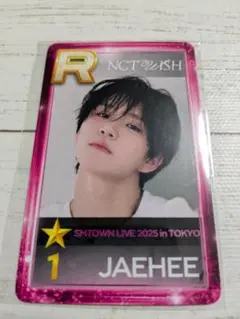 R
NCT WISH
SMTOWN LIVE 2025 in TOKYO
1
JAEHEE